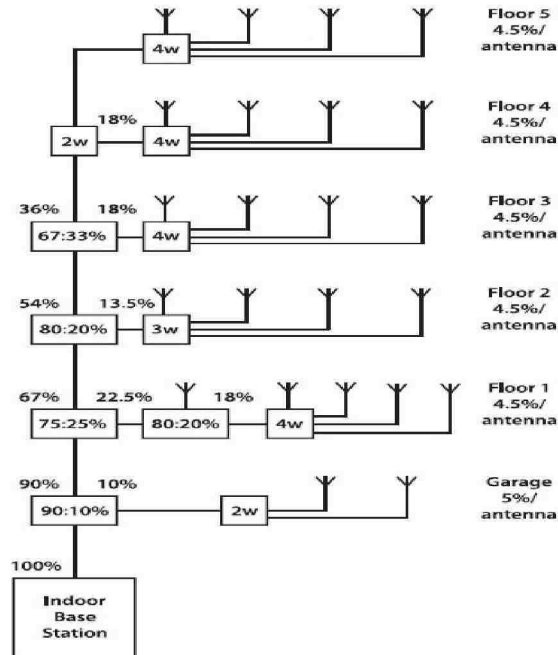 Floor 5
4.5%/
antenna
4w
Floor 4
4.5%/
antenna
18%
2w
4w
Floor 3
4.5%/
antenna
36%
18%
67:33%
4w
Floor 2
4.5%/
antenna
54%
13.5%
80:20%
3w
Floor 1
4.5%/
antenna
67%
22.5%
18%
75:25%
80:20%
4w
Garage
5%/
antenna
90%
10%
90:10%
2w
100%
Indoor
Base
Station